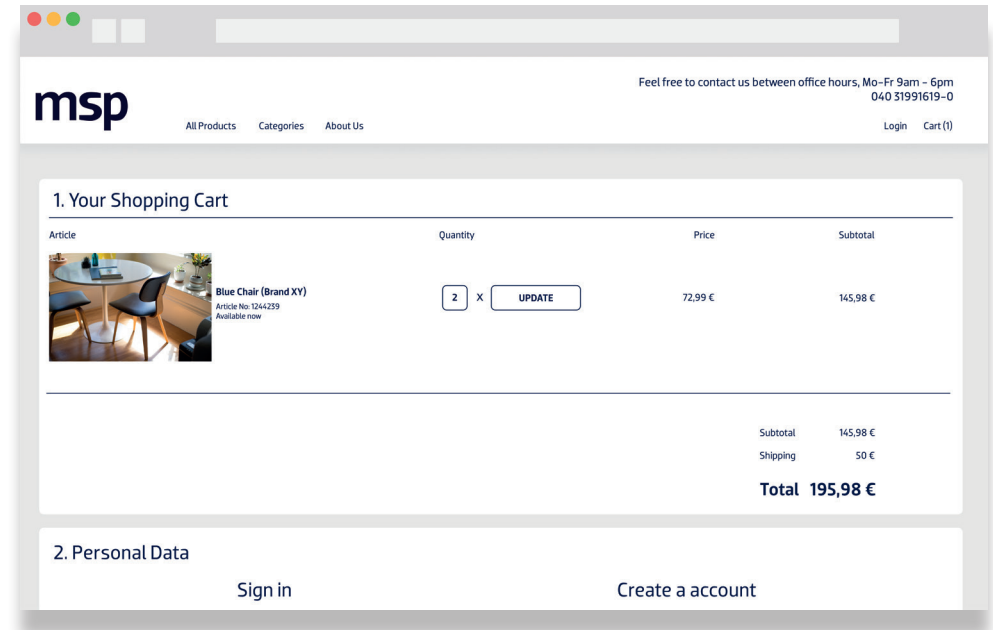 Feel free to contact us between office hours, Mo-Fr 9am - 6pm
040 31991619-0
msp
All Products Categories About Us Login Cart (1)
1. Your Shopping Cart
Article Quantity Price Subtotal
Blue Chair (Brand XY)
Article No: 1244239
Available now
2 X UPDATE 72,99 € 145,98 €
Subtotal 145,98 €
Shipping 50 €
Total 195,98 €
2. Personal Data
Sign in Create a account